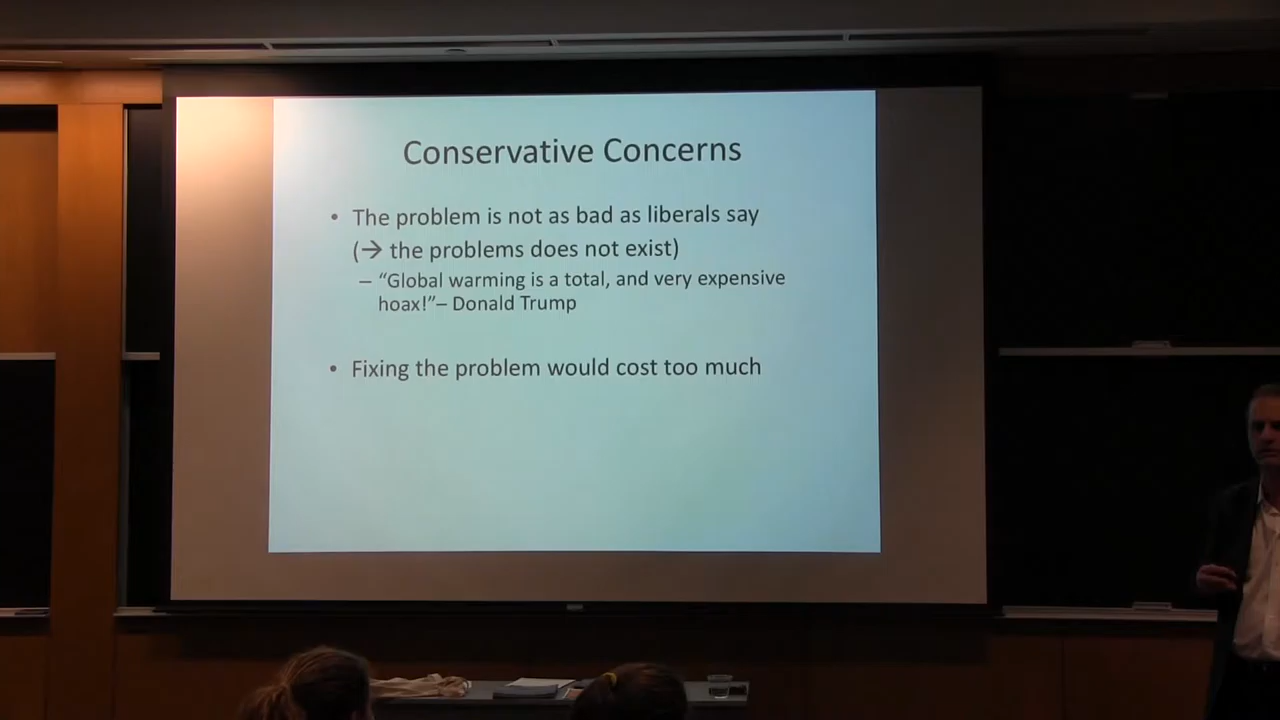 Conservative Concerns
• The problem is not as bad as liberals say
(→ the problems does not exist)
– “Global warming is a total, and very expensive
hoax!”– Donald Trump
• Fixing the problem would cost too much